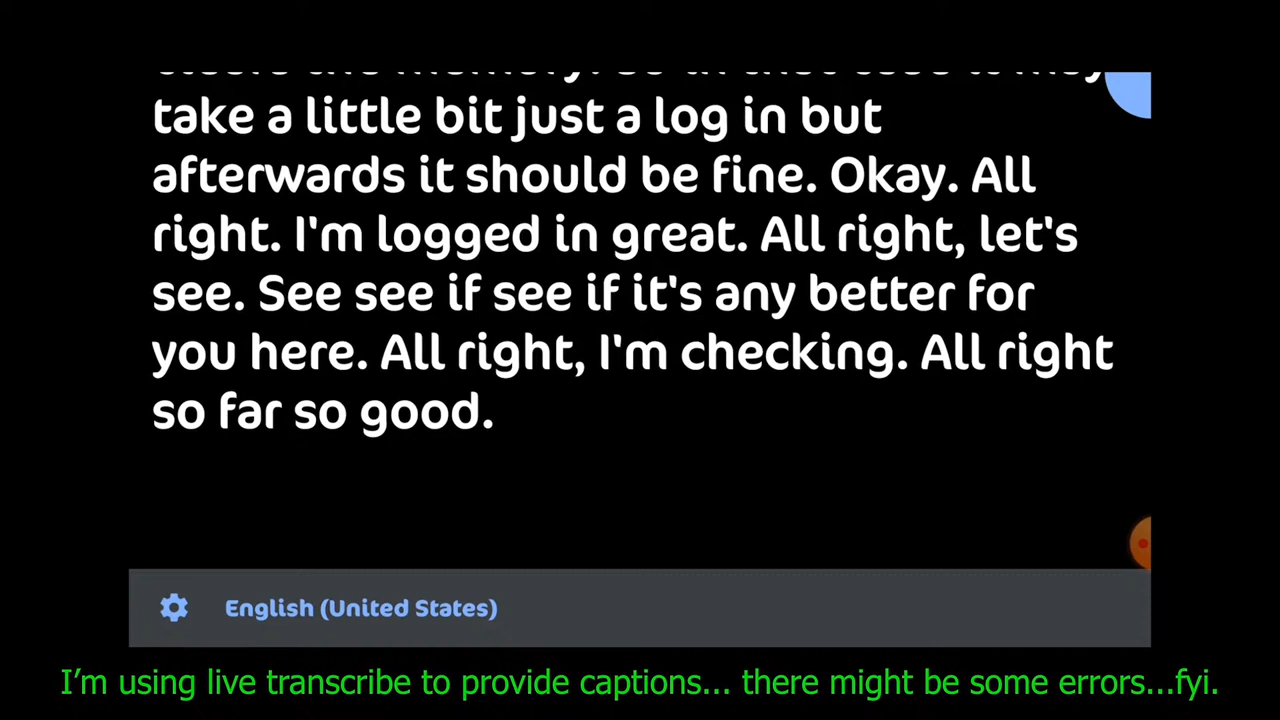 take a little bit just a log in but
afterwards it should be fine. Okay. All
right. I'm logged in great. All right, let's
see. See see if see if it's any better for
you here. All right, I'm checking. All right
so far so good.
English (United States)
I’m using live transcribe to provide captions... there might be some errors...fyi.